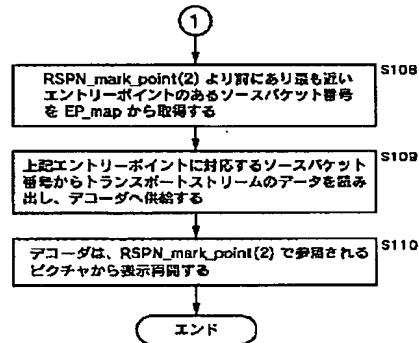 1
RSPN_mark_point(2) より前にあり最も近い
エントリーポイントのあるソースパケット番号
を EP_map から取得する
S108
上記エントリーポイントに対応するソースパケット
番号からトランスポートストリームのデータを読み
出し、デコーダへ供給する
S109
デコーダは、RSPN_mark_point(2) で参照される
ピクチャから表示再開する
S110
エンド